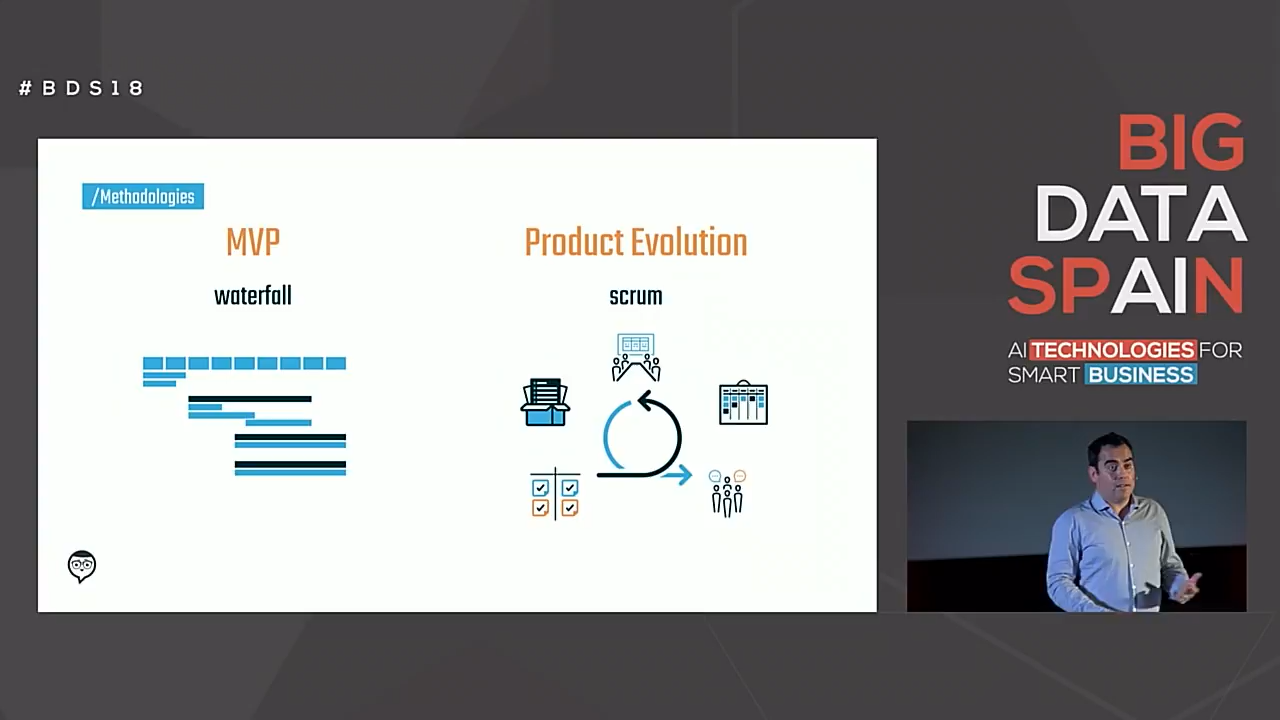 #BDS18
/Methodologies
MVP
Product Evolution
waterfall
scrum
BIG
DATA
SPAIN
AI TECHNOLOGIES FOR
SMART BUSINESS